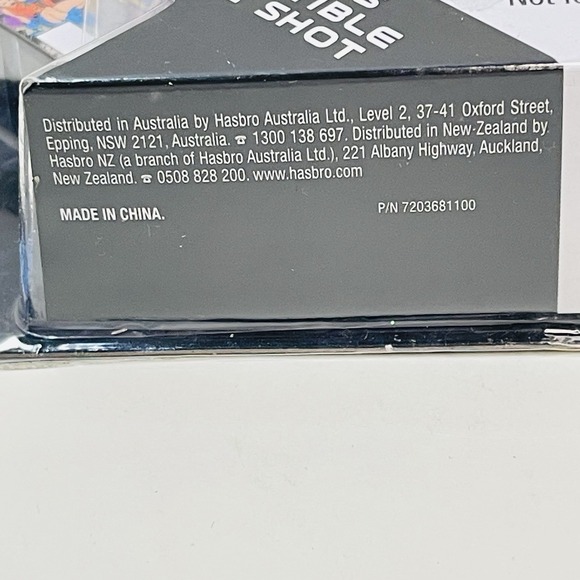 IBLE
SHOT
Distributed in Australia by Hasbro Australia Ltd., Level 2, 37-41 Oxford Street,
Epping, NSW 2121, Australia. ☎ 1300 138 697. Distributed in New Zealand by
Hasbro NZ (a branch of Hasbro Australia Ltd.), 221 Albany Highway, Auckland,
New Zealand. ☎ 0508 828 200. www.hasbro.com
MADE IN CHINA.
P/N 7203681100